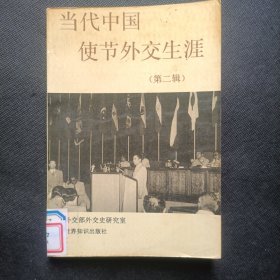 当代中国
使节外交生涯
(第二辑)
外交部外交史研究室
世界知识出版社